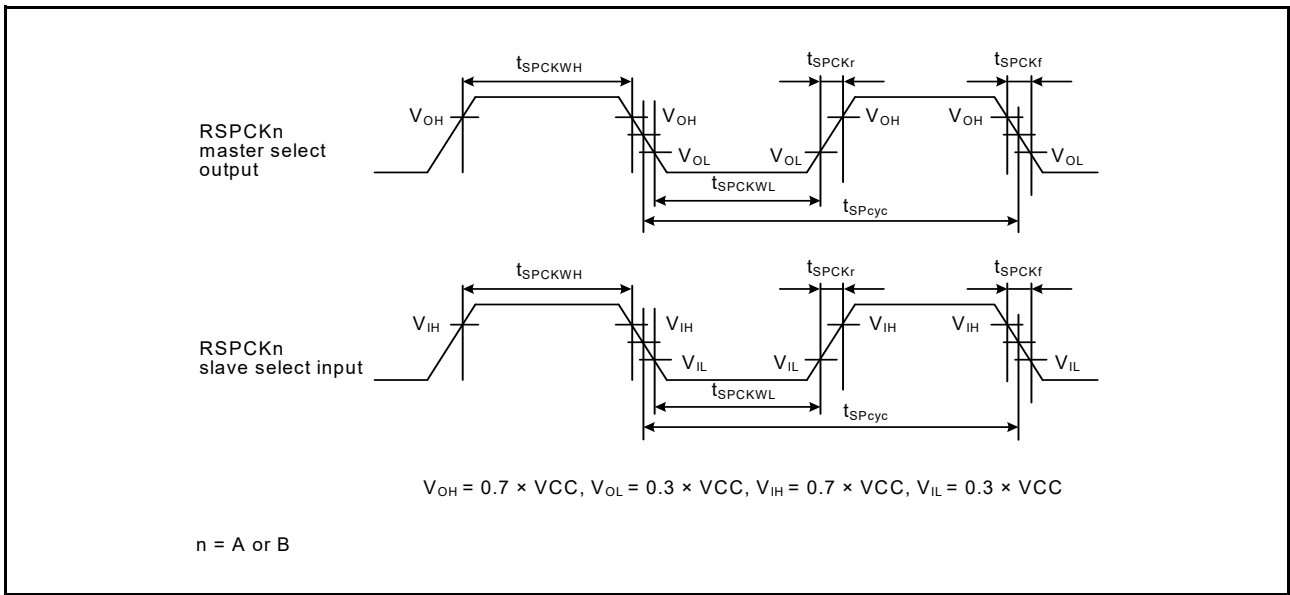 tSPCKWH
tSPCKr
tSPCKf
VOH
VOH
VOH
VOH
RSPCKn
master select
output
VOL
VOL
VOL
tSPCKWL
tSPcyc
tSPCKWH
tSPCKr
tSPCKf
VIH
VIH
VIH
VIH
RSPCKn
slave select input
VIL
VIL
VIL
tSPCKWL
tSPcyc
VOH = 0.7 × VCC, VOL = 0.3 × VCC, VIH = 0.7 × VCC, VIL = 0.3 × VCC
n = A or B